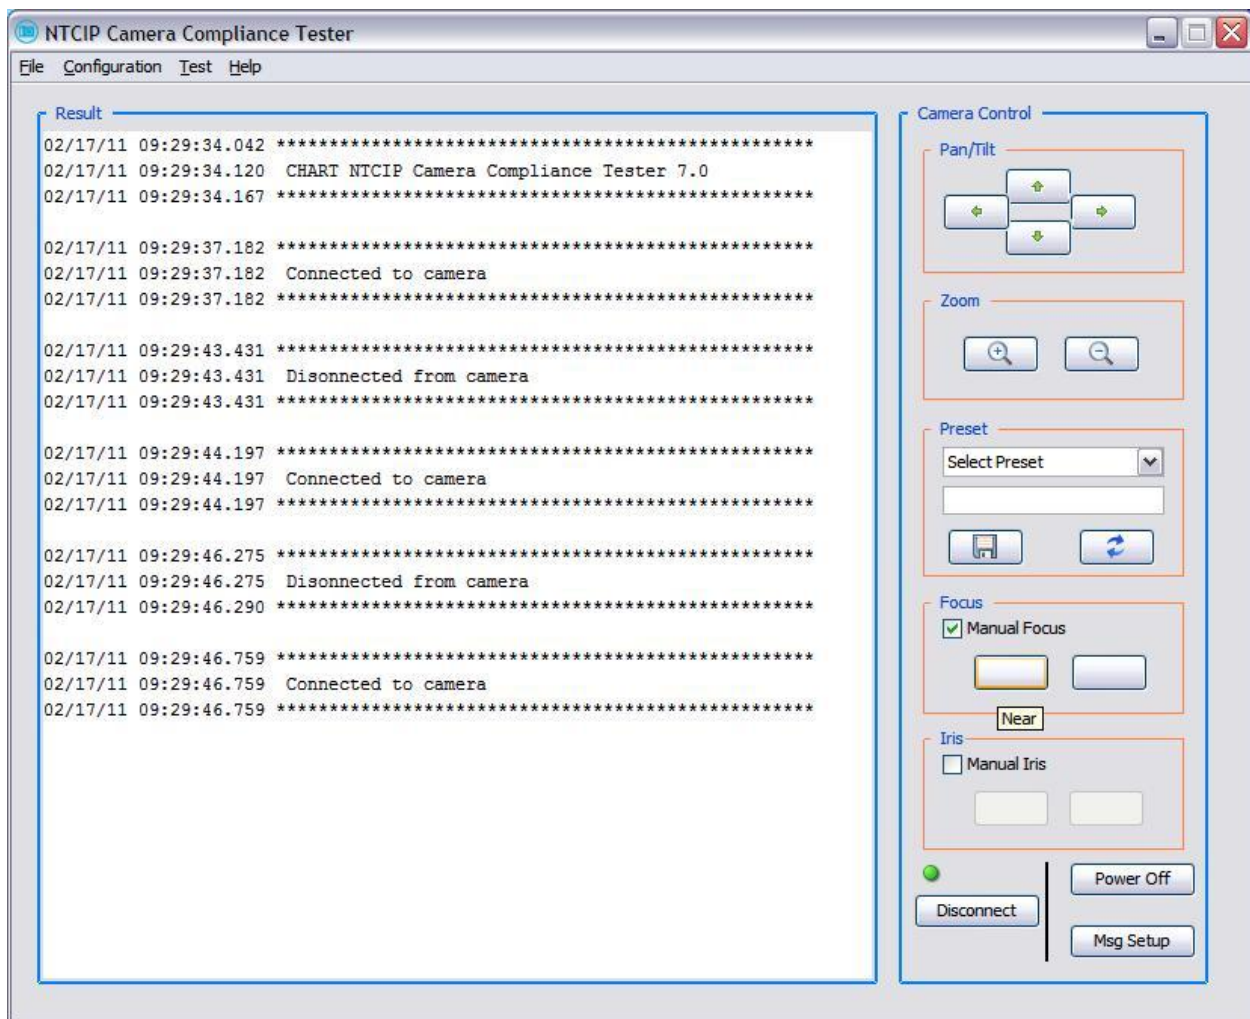 NTCIP Camera Compliance Tester
File Configuration Test Help
Result
02/17/11 09:29:34.042 ***************************************************
02/17/11 09:29:34.120 CHART NTCIP Camera Compliance Tester 7.0
02/17/11 09:29:34.167 ***************************************************
02/17/11 09:29:37.182 ***************************************************
02/17/11 09:29:37.182 Connected to camera
02/17/11 09:29:37.182 ***************************************************
02/17/11 09:29:43.431 ***************************************************
02/17/11 09:29:43.431 Disonnected from camera
02/17/11 09:29:43.431 ***************************************************
02/17/11 09:29:44.197 ***************************************************
02/17/11 09:29:44.197 Connected to camera
02/17/11 09:29:44.197 ***************************************************
02/17/11 09:29:46.275 ***************************************************
02/17/11 09:29:46.275 Disonnected from camera
02/17/11 09:29:46.290 ***************************************************
02/17/11 09:29:46.759 ***************************************************
02/17/11 09:29:46.759 Connected to camera
02/17/11 09:29:46.759 ***************************************************
Camera Control
Pan/Tilt
Zoom
Preset
Select Preset
Focus
Manual Focus
Near
Iris
Manual Iris
Power Off
Disconnect
Msg Setup